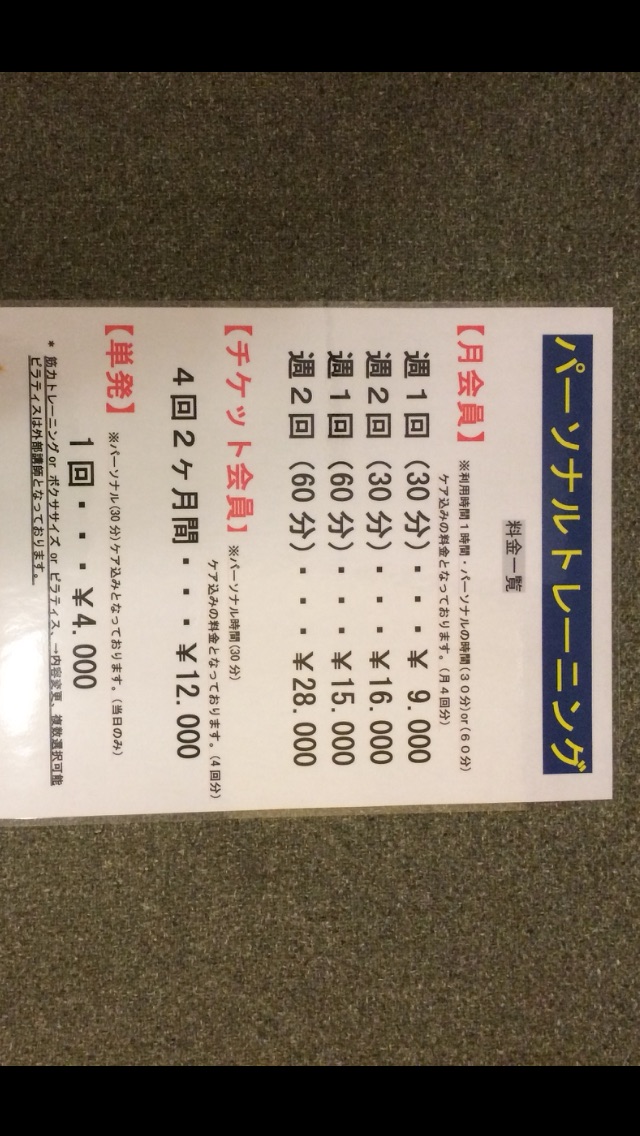 パーソナルトレーニング
料金一覧
【月会員】 ※利用時間1時間・パーソナルの時間(30分)or(60分)
ケア込みの料金となっております。(月4回分)
週1回 (30分)・・・¥ 9.000
週2回 (30分)・・・¥16.000
週1回 (60分)・・・¥15.000
週2回 (60分)・・・¥28.000
【チケット会員】 ※パーソナル時間(30分)
ケア込みの料金となっております。(4回分)
4回2ヶ月間・・・¥12.000
【単発】 ※パーソナル(30分)ケア込みとなっております。(当日のみ)
1回・・・・¥4.000
* 筋力トレーニング or ボクササイズ or ピラティス、→内容変更、複数選択可能
ピラティスは外部講師となっております。